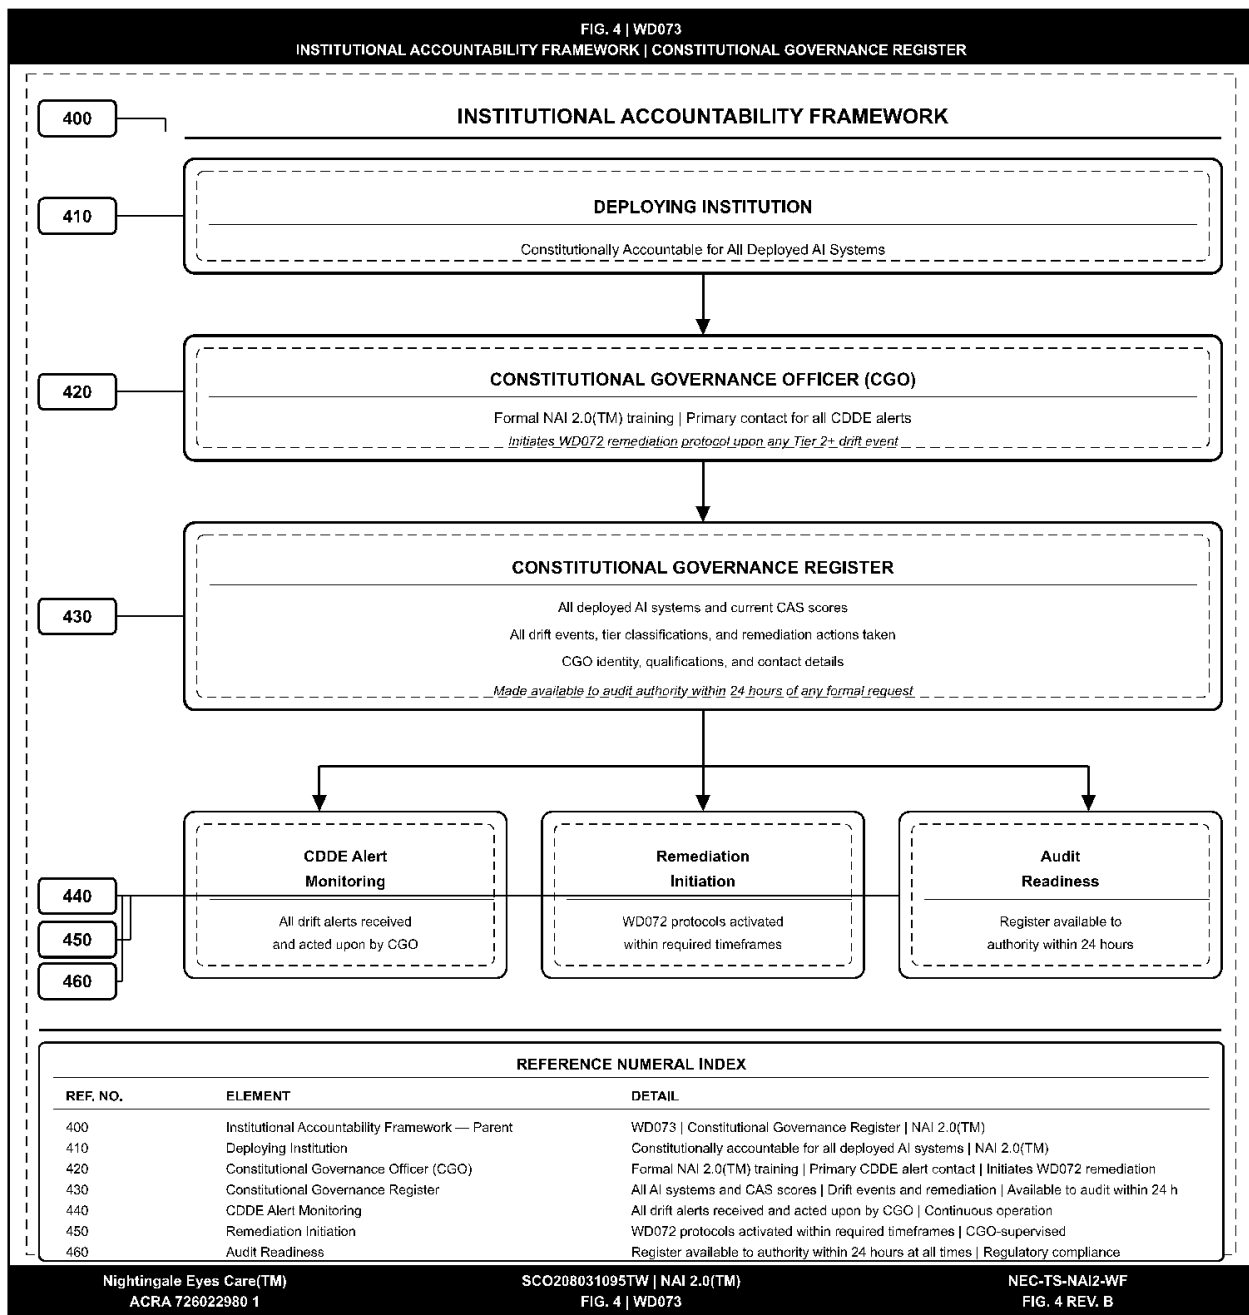 FIG. 4 | WD073
INSTITUTIONAL ACCOUNTABILITY FRAMEWORK | CONSTITUTIONAL GOVERNANCE REGISTER
400
INSTITUTIONAL ACCOUNTABILITY FRAMEWORK
410
DEPLOYING INSTITUTION
Constitutionally Accountable for All Deployed AI Systems
420
CONSTITUTIONAL GOVERNANCE OFFICER (CGO)
Formal NAI 2.0(TM) training | Primary contact for all CDDE alerts
Initiates WD072 remediation protocol upon any Tier 2+ drift event
430
CONSTITUTIONAL GOVERNANCE REGISTER
All deployed AI systems and current CAS scores
All drift events, tier classifications, and remediation actions taken
CGO identity, qualifications, and contact details
Made available to audit authority within 24 hours of any formal request
440
450
460
CDDE Alert
Monitoring
All drift alerts received
and acted upon by CGO
Remediation
Initiation
WD072 protocols activated
within required timeframes
Audit
Readiness
Register available to
authority within 24 hours
REFERENCE NUMERAL INDEX
REF. NO. ELEMENT DETAIL
400 Institutional Accountability Framework — Parent WD073 | Constitutional Governance Register | NAI 2.0(TM)
410 Deploying Institution Constitutionally accountable for all deployed AI systems | NAI 2.0(TM)
420 Constitutional Governance Officer (CGO) Formal NAI 2.0(TM) training | Primary CDDE alert contact | Initiates WD072 remediation
430 Constitutional Governance Register All AI systems and CAS scores | Drift events and remediation | Available to audit within 24 h
440 CDDE Alert Monitoring All drift alerts received and acted upon by CGO | Continuous operation
450 Remediation Initiation WD072 protocols activated within required timeframes | CGO-supervised
460 Audit Readiness Register available to authority within 24 hours at all times | Regulatory compliance
Nightingale Eyes Care(TM) SCO208031095TW | NAI 2.0(TM) NEC-TS-NAI2-WF
ACRA 726022980 1 FIG. 4 | WD073 FIG. 4 REV. B